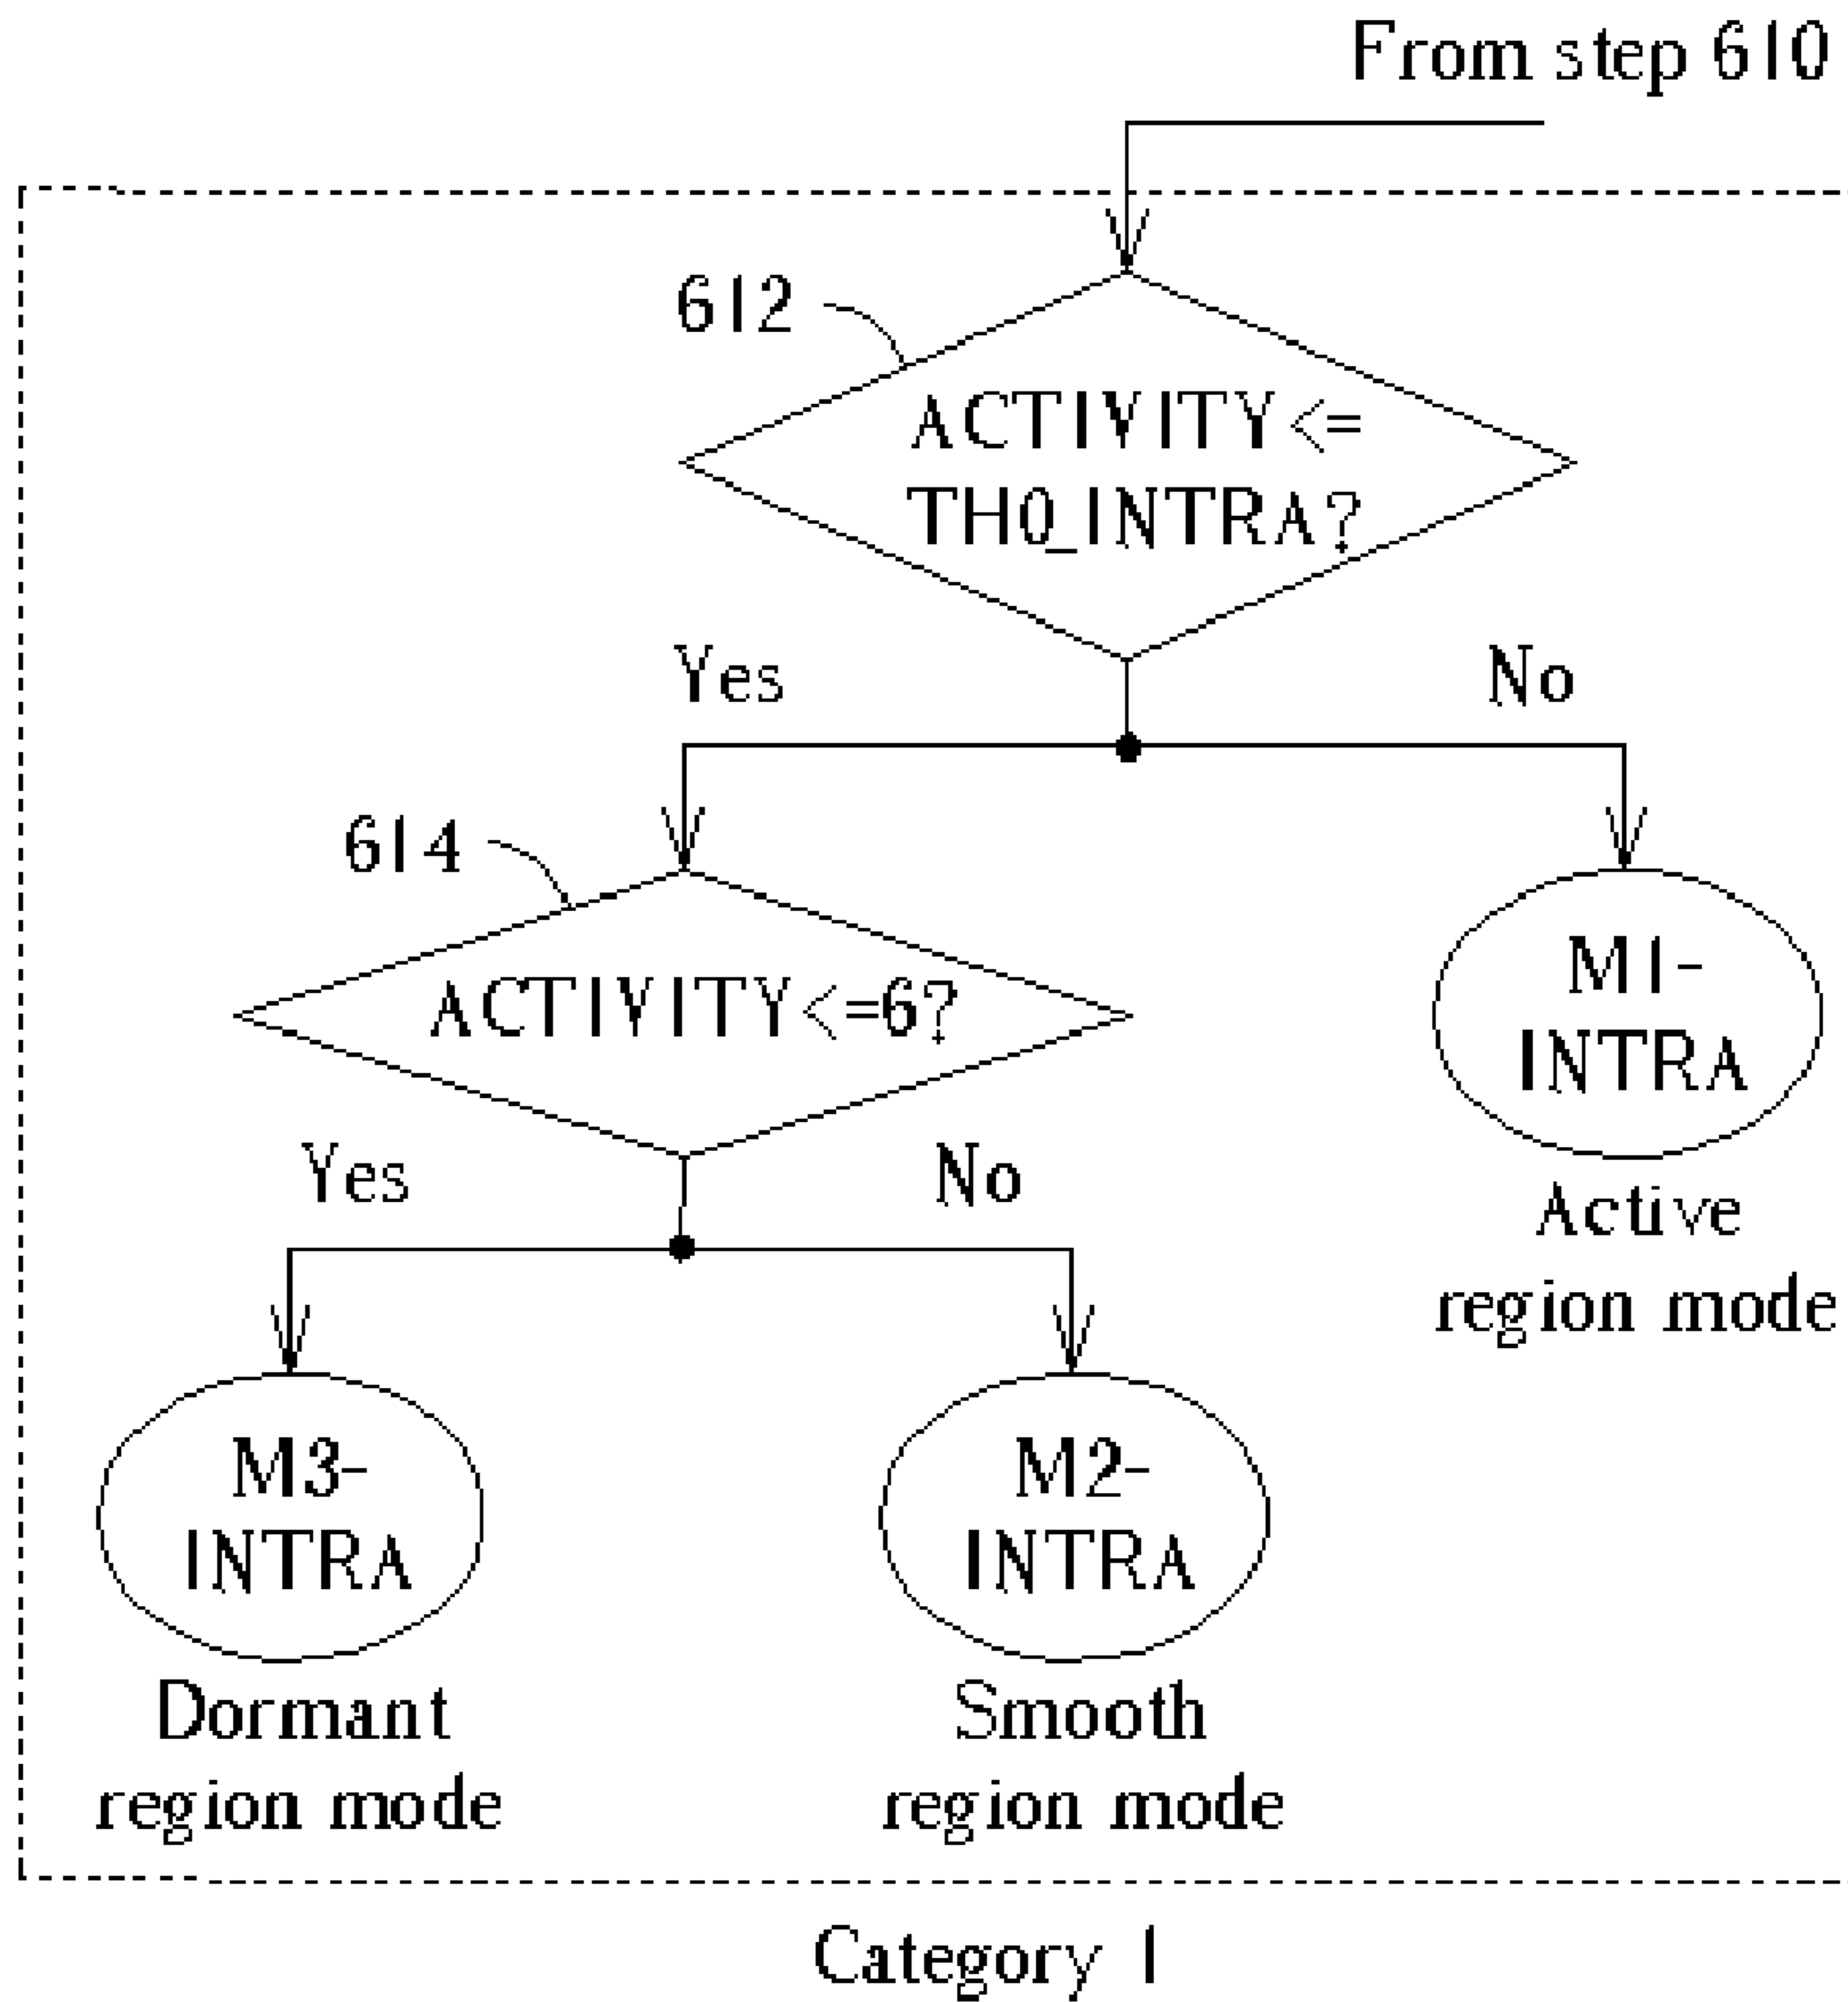 From step 610
612
ACTIVITY<=
TH0_INTRA?
Yes
No
614
ACTIVITY<=6?
M1-
INTRA
Yes
No
Active
region mode
M3-
INTRA
M2-
INTRA
Dormant
region mode
Smooth
region mode
Category 1